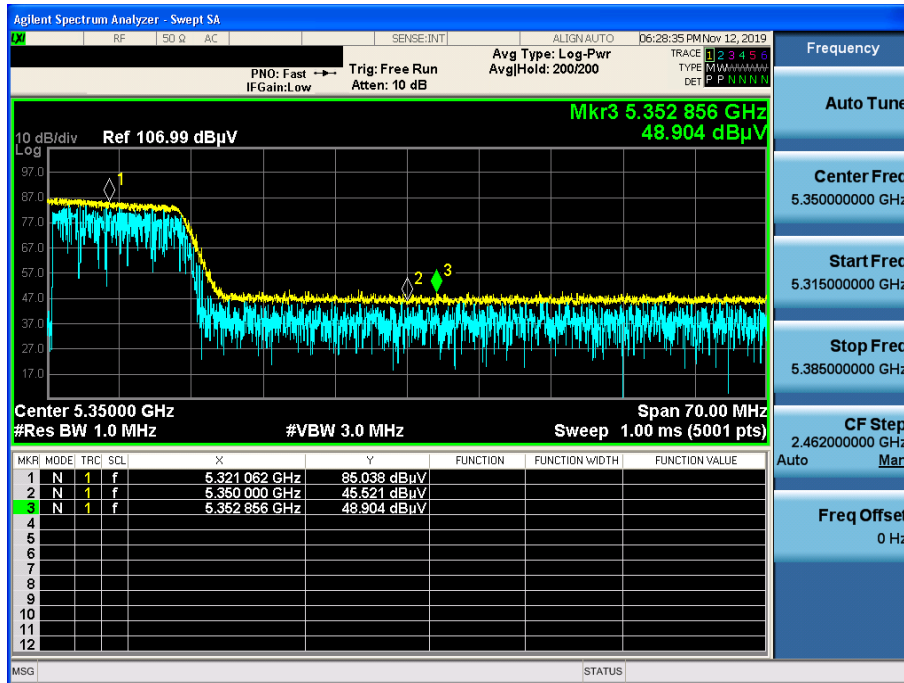 Agilent Spectrum Analyzer - Swept SA
LXI RF 50 Ω AC SENSE:INT ALIGN AUTO 06:28:35 PM Nov 12, 2019
PNO: Fast Trig: Free Run Avg Type: Log-Pwr TRACE 1 2 3 4 5 6
IFGain:Low Atten: 10 dB Avg|Hold: 200/200 TYPE MWWWWW
DET P P N N N N
Mkr3 5.352 856 GHz
48.904 dBµV
10 dB/div Ref 106.99 dBµV
Log
97.0
87.0
77.0
67.0
57.0
47.0
37.0
27.0
17.0
1
2
3
Center 5.35000 GHz Span 70.00 MHz
#Res BW 1.0 MHz #VBW 3.0 MHz Sweep 1.00 ms (5001 pts)
MKR MODE TRC SCL X Y FUNCTION FUNCTION WIDTH FUNCTION VALUE
1 N 1 f 5.321 062 GHz 85.038 dBµV
2 N 1 f 5.350 000 GHz 45.521 dBµV
3 N 1 f 5.352 856 GHz 48.904 dBµV
4
5
6
7
8
9
10
11
12
MSG STATUS
Frequency
Auto Tune
Center Freq
5.350000000 GHz
Start Freq
5.315000000 GHz
Stop Freq
5.385000000 GHz
CF Step
2.462000000 GHz
Auto Man
Freq Offset
0 Hz